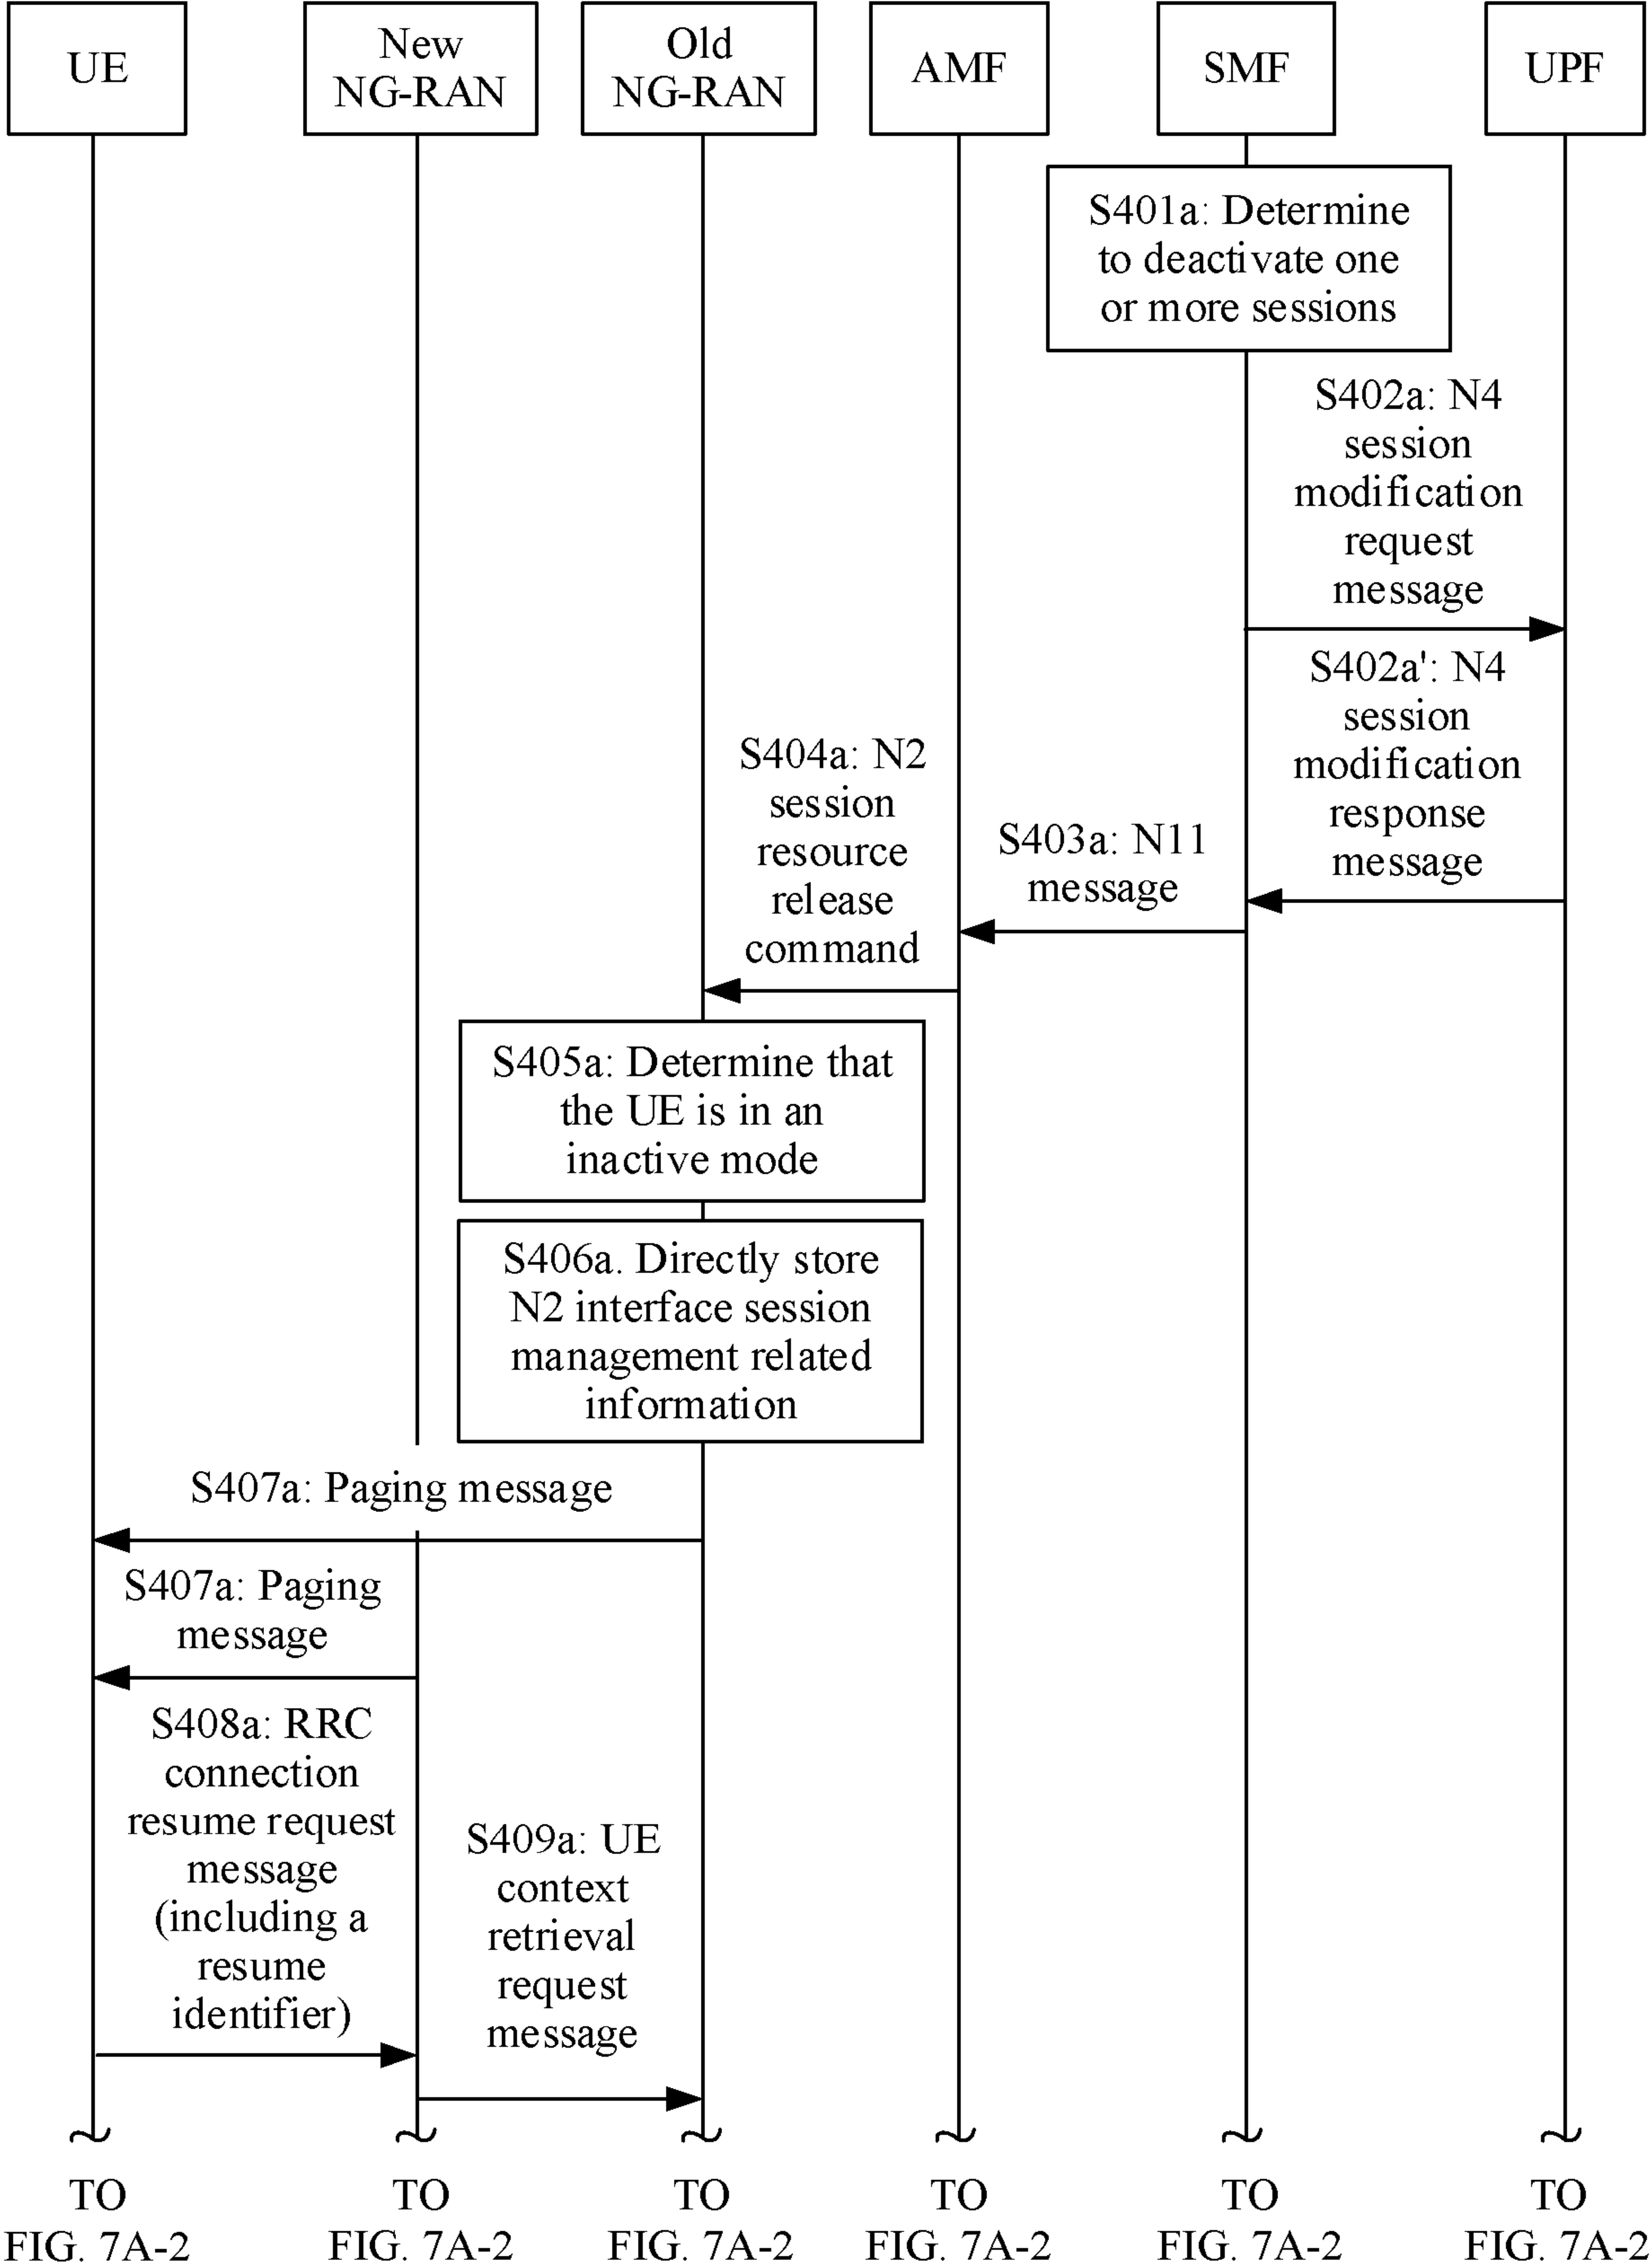 UE
New
NG-RAN
Old
NG-RAN
AMF
SMF
UPF
S401a: Determine
to deactivate one
or more sessions
S402a: N4
session
modification
request
message
S402a': N4
session
modification
response
message
S403a: N11
message
S404a: N2
session
resource
release
command
S405a: Determine that
the UE is in an
inactive mode
S406a. Directly store
N2 interface session
management related
information
S407a: Paging message
S407a: Paging
message
S408a: RRC
connection
resume request
message
(including a
resume
identifier)
S409a: UE
context
retrieval
request
message
TO
FIG. 7A-2
TO
FIG. 7A-2
TO
FIG. 7A-2
TO
FIG. 7A-2
TO
FIG. 7A-2
TO
FIG. 7A-2